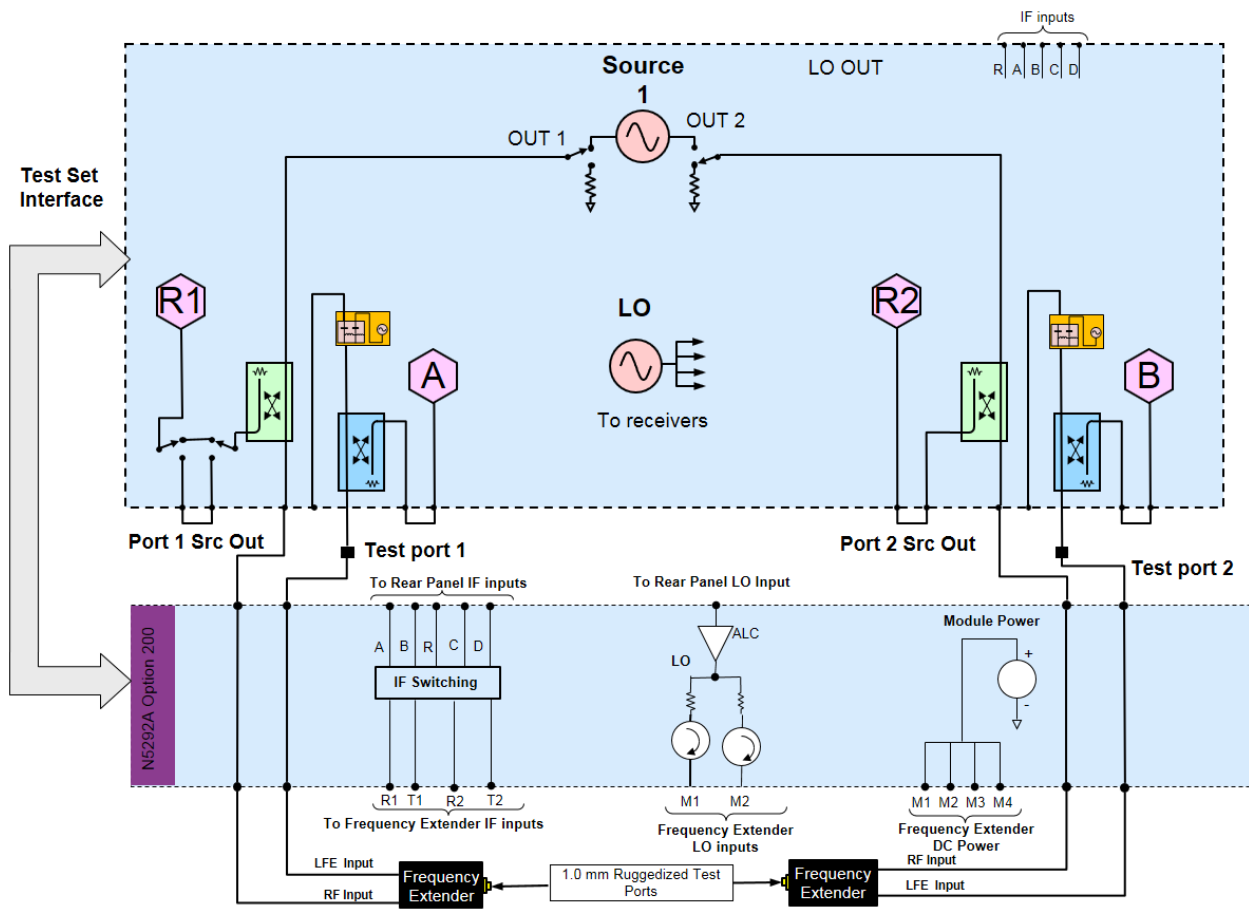 IF inputs
Source
1
LO OUT
R
A
B
C
D
OUT 1
OUT 2
Test Set
Interface
R1
LO
R2
A
B
To receivers
Port 1 Src Out
Test port 1
Port 2 Src Out
Test port 2
To Rear Panel IF inputs
To Rear Panel LO Input
N5292A Option 200
A
B
R
C
D
IF Switching
ALC
LO
Module Power
+
-
R1
T1
R2
T2
To Frequency Extender IF inputs
M1
M2
Frequency Extender
LO inputs
M1
M2
M3
M4
Frequency Extender
DC Power
LFE Input
RF Input
Frequency
Extender
1.0 mm Ruggedized Test
Ports
Frequency
Extender
RF Input
LFE Input